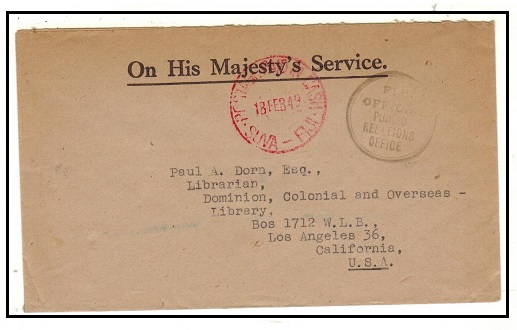 On His Majesty's Service.
18 FEB 49
SUVA - FIJI
PUBLIC
RELATIONS
OFFICE
Paul A. Dorn, Esq.,
Librarian,
Dominion, Colonial and Overseas -
Library,
Bos 1712 W.L.B.,
Los Angeles 36,
California,
U.S.A.